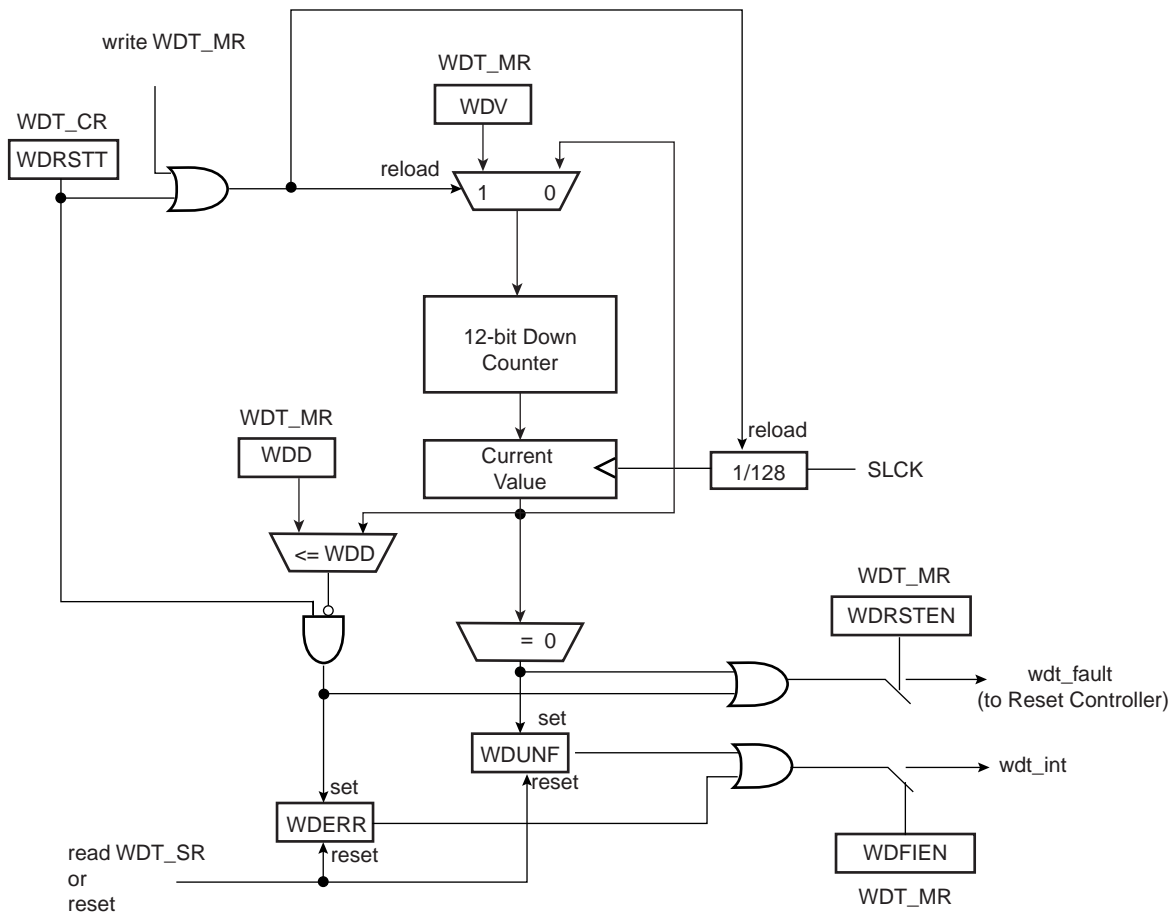 write WDT_MR
WDT_MR
WDV
WDT_CR
WDRSTT
reload
1 0
12-bit Down
Counter
WDT_MR
WDD
reload
Current
Value
1/128
SLCK
<= WDD
WDT_MR
WDRSTEN
= 0
wdt_fault
(to Reset Controller)
set
WDUNF
reset
wdt_int
set
WDERR
reset
WDFIEN
WDT_MR
read WDT_SR
or
reset